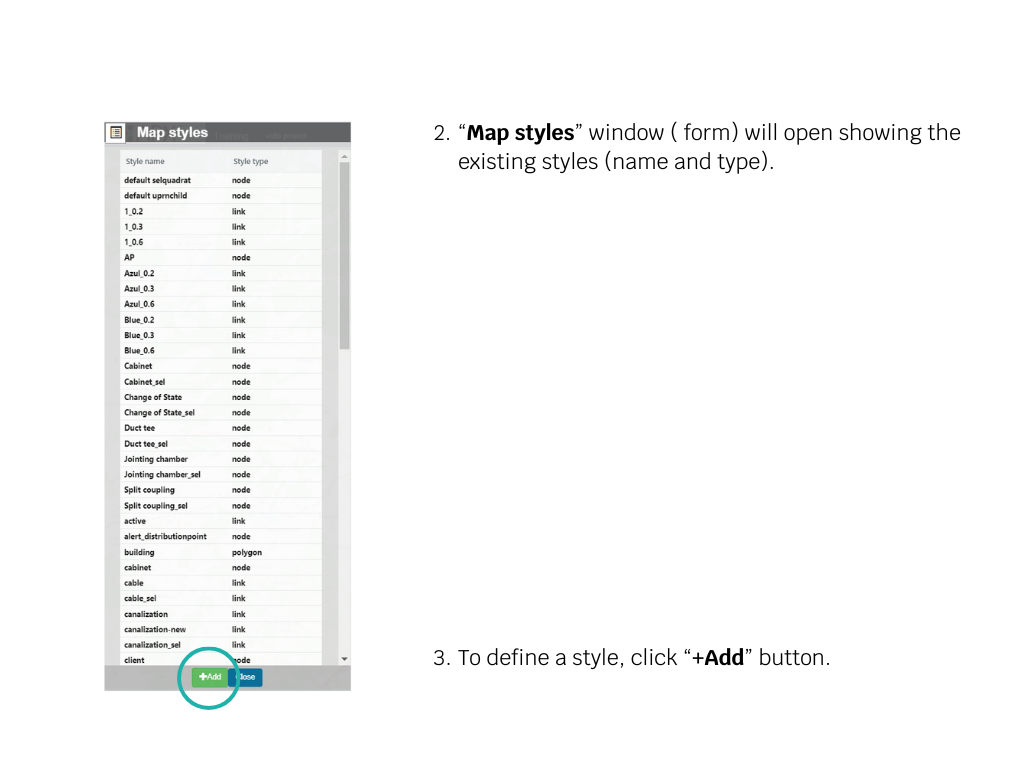 Map styles
Style name Style type
default selquadrat node
default uprnchild node
1_0.2 link
1_0.3 link
1_0.6 link
AP node
Azul_0.2 link
Azul_0.3 link
Azul_0.6 link
Blue_0.2 link
Blue_0.3 link
Blue_0.6 link
Cabinet node
Cabinet_sel node
Change of State node
Change of State_sel node
Duct tee node
Duct tee_sel node
Jointing chamber node
Jointing chamber_sel node
Split coupling node
Split coupling_sel node
active link
alert_distributionpoint node
building polygon
cabinet node
cable link
cable_sel link
canalization link
canalization-new link
canalization_sel link
client node
+Add Close
2. “Map styles” window ( form) will open showing the
existing styles (name and type).
3. To define a style, click “+Add” button.